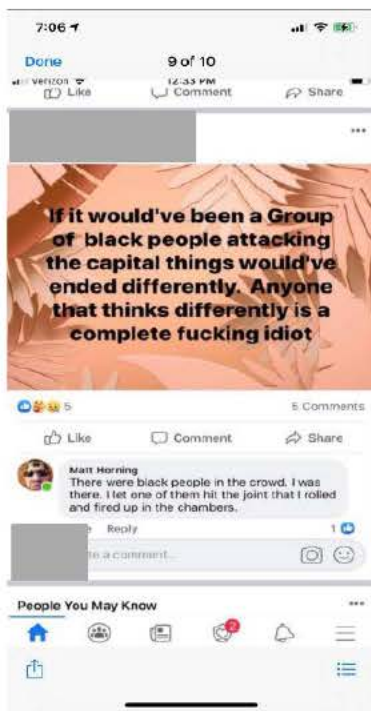 7:06
Done
9 of 10
Verizon
12:33 PM
Like
Comment
Share
If it would've been a Group
of black people attacking
the capital things would've
ended differently. Anyone
that thinks differently is a
complete fucking idiot
5
5 Comments
Like
Comment
Share
Matt Horning
There were black people in the crowd. I was
there. I let one of them hit the joint that I rolled
and fired up in the chambers.
Reply
1
a comment...
People You May Know
2